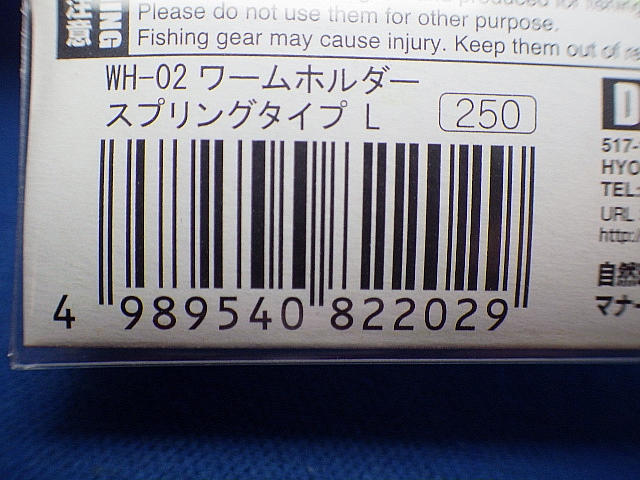 Please do not use them for other purpose.
Fishing gear may cause injury. Keep them out of
WH-02 ワームホルダー
スプリングタイプ L 250
4 989540 822029
D
517-
HYO
TEL:
URL
http:/
自然
マナー